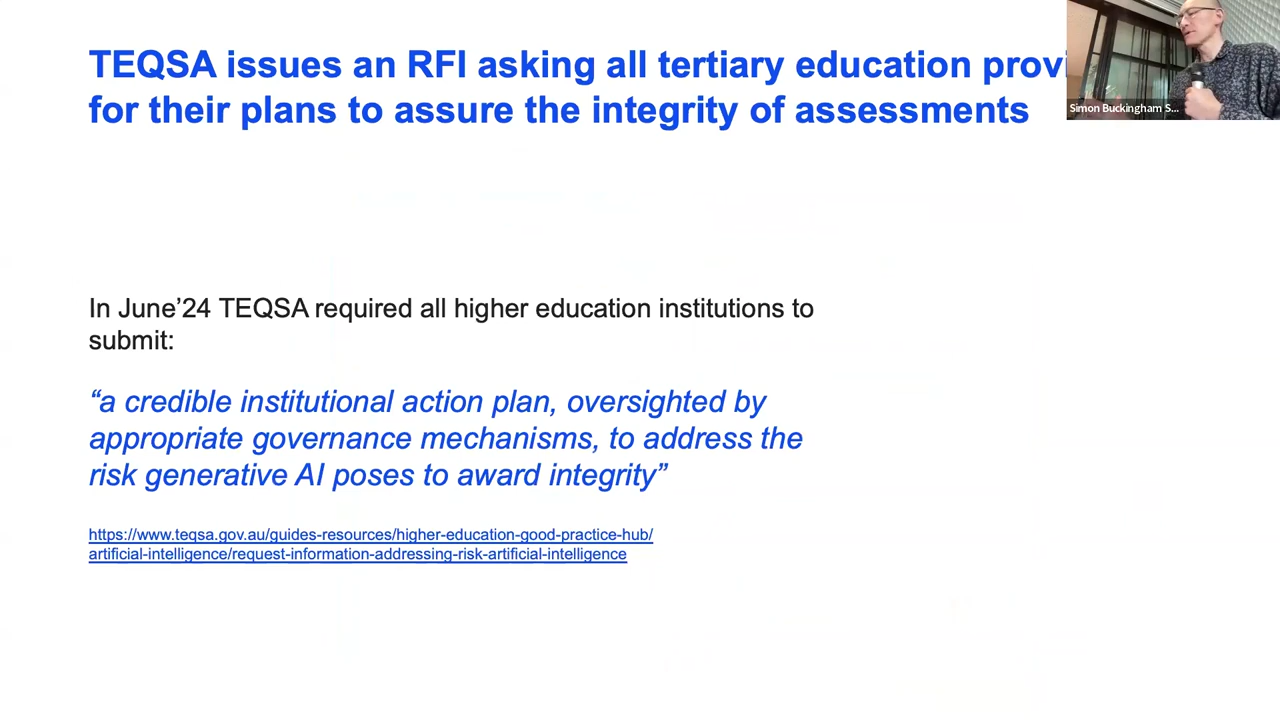 TEQSA issues an RFI asking all tertiary education provi
for their plans to assure the integrity of assessments
Simon Buckingham S...
In June’24 TEQSA required all higher education institutions to
submit:
“a credible institutional action plan, oversighted by
appropriate governance mechanisms, to address the
risk generative AI poses to award integrity”
https://www.teqsa.gov.au/guides-resources/higher-education-good-practice-hub/
artificial-intelligence/request-information-addressing-risk-artificial-intelligence